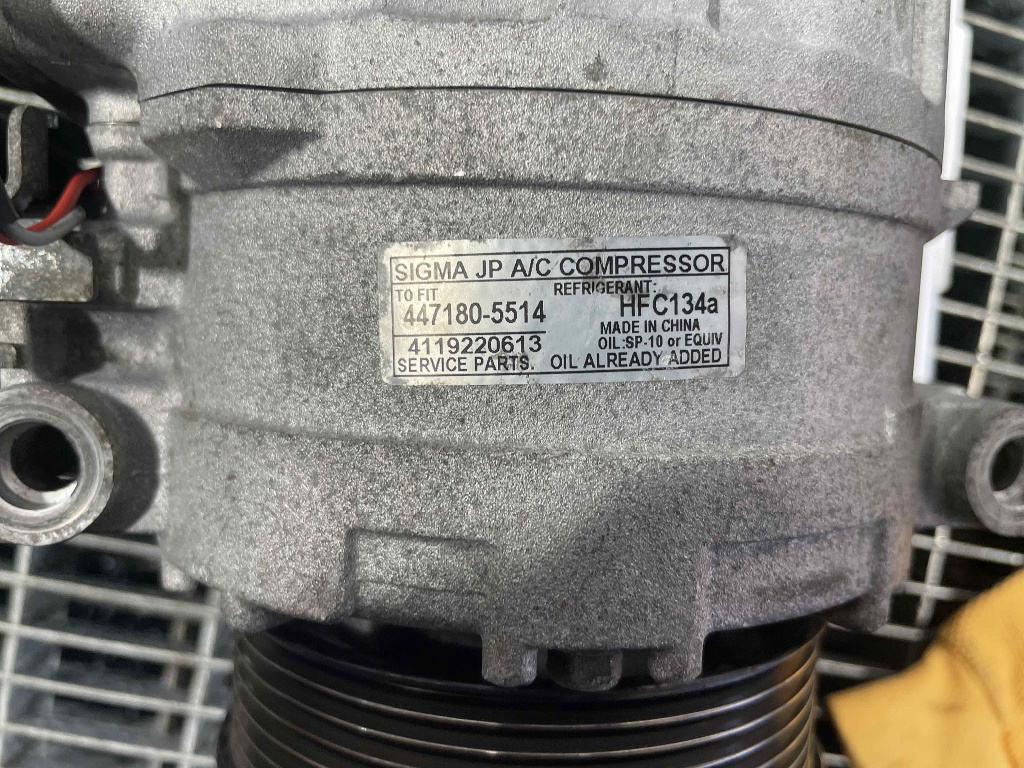 SIGMA JP A/C COMPRESSOR
TO FIT
447180-5514
4119220613
SERVICE PARTS.
REFRIGERANT:
HFC134a
MADE IN CHINA
OIL:SP-10 or EQUIV
OIL ALREADY ADDED